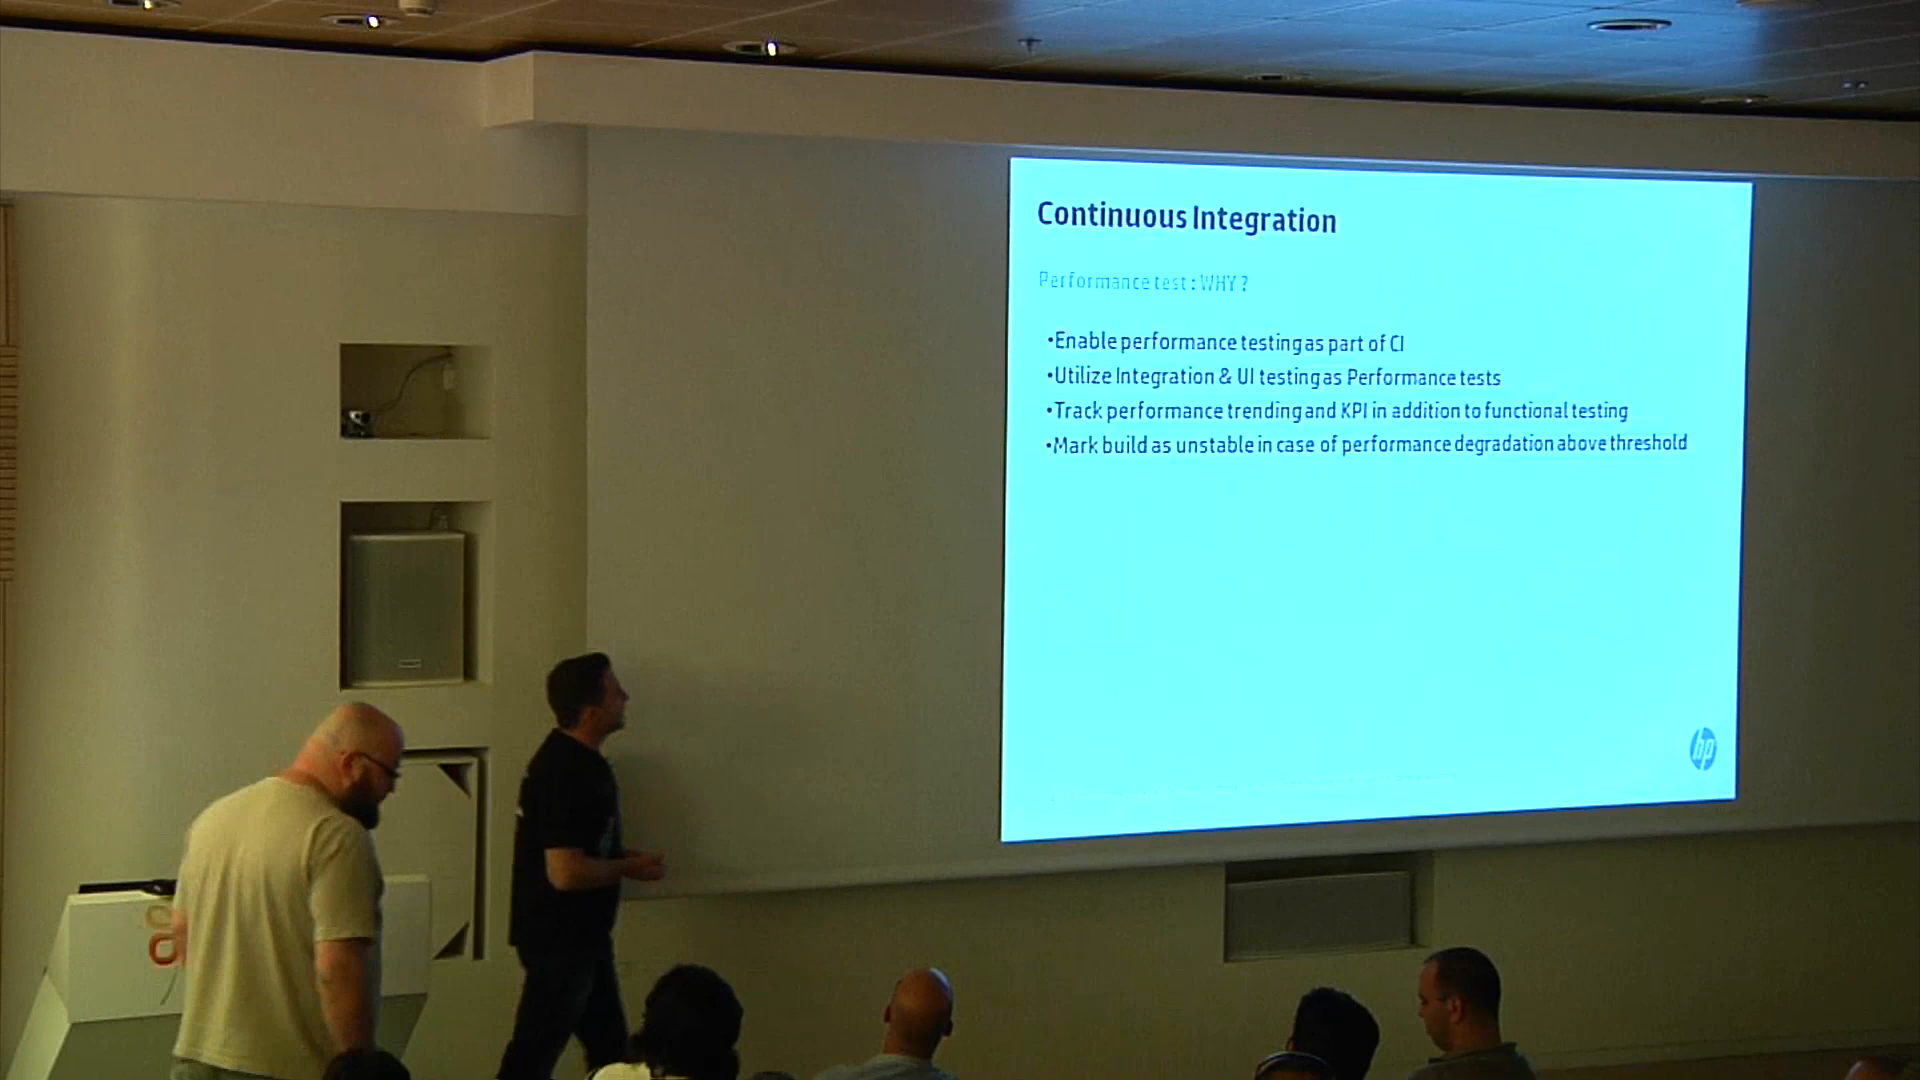 Continuous Integration
Performance test : WHY ?
•Enable performance testing as part of CI
•Utilize Integration & UI testing as Performance tests
•Track performance trending and KPI in addition to functional testing
•Mark build as unstable in case of performance degradation above threshold
hp